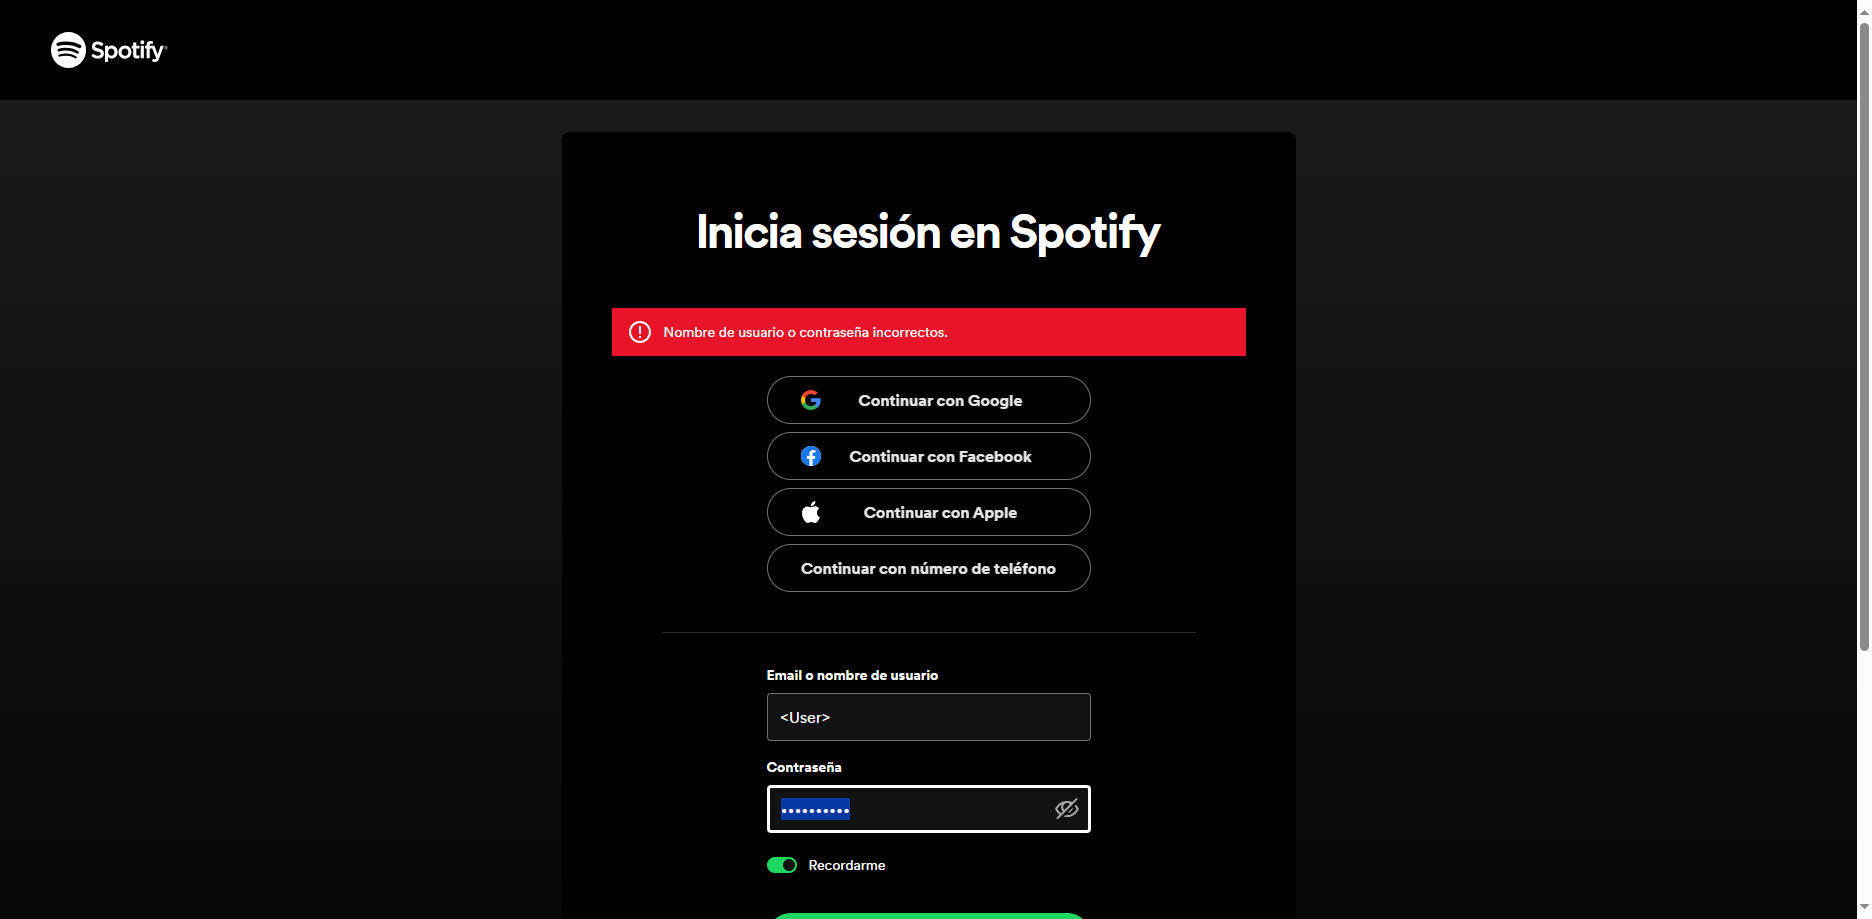 Spotify
Inicia sesión en Spotify
Nombre de usuario o contraseña incorrectos.
Continuar con Google
Continuar con Facebook
Continuar con Apple
Continuar con número de teléfono
Email o nombre de usuario
<User>
Contraseña
••••••••••
Recordarme